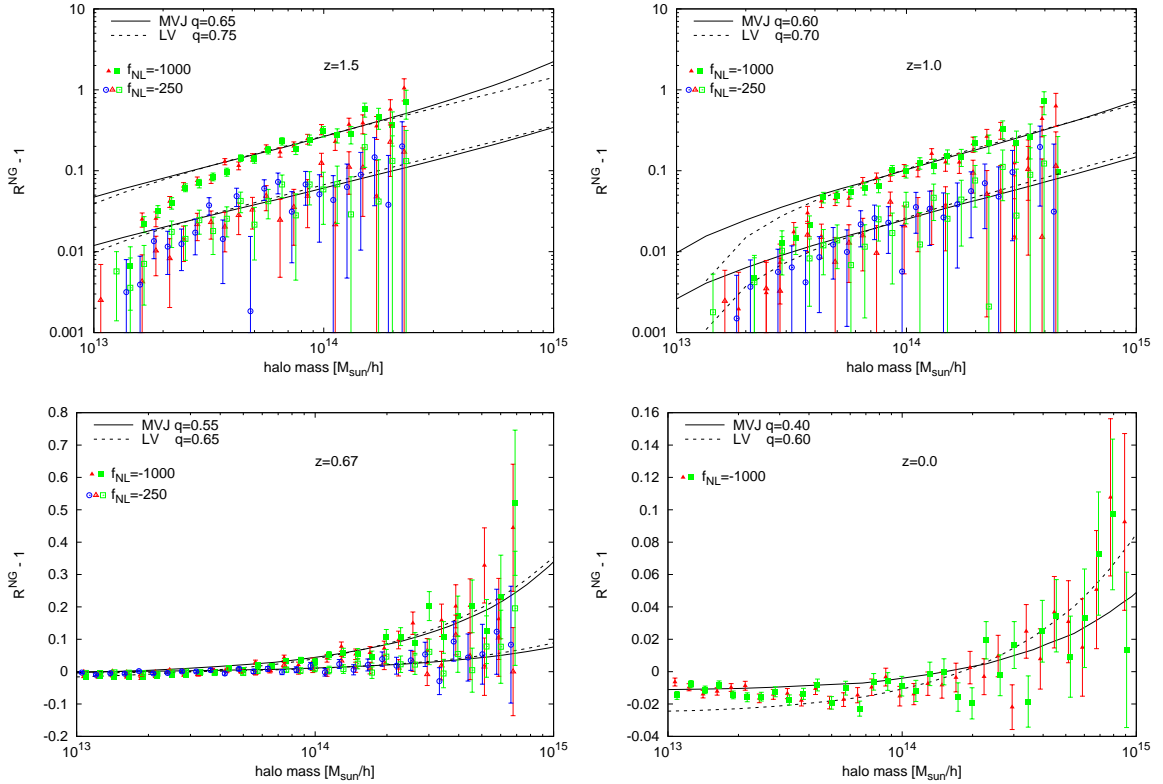 MVJ q=0.65
LV q=0.75
f_NL=-1000
f_NL=-250
z=1.5
10
1
0.1
0.01
0.001
R^NG - 1
10^13
10^14
10^15
halo mass [M_sun/h]
MVJ q=0.60
LV q=0.70
f_NL=-1000
f_NL=-250
z=1.0
10
1
0.1
0.01
0.001
R^NG - 1
10^13
10^14
10^15
halo mass [M_sun/h]
MVJ q=0.55
LV q=0.65
z=0.67
f_NL=-1000
f_NL=-250
0.8
0.7
0.6
0.5
0.4
0.3
0.2
0.1
0
-0.1
-0.2
R^NG - 1
10^13
10^14
10^15
halo mass [M_sun/h]
MVJ q=0.40
LV q=0.60
z=0.0
f_NL=-1000
0.16
0.14
0.12
0.1
0.08
0.06
0.04
0.02
0
-0.02
-0.04
R^NG - 1
10^13
10^14
10^15
halo mass [M_sun/h]